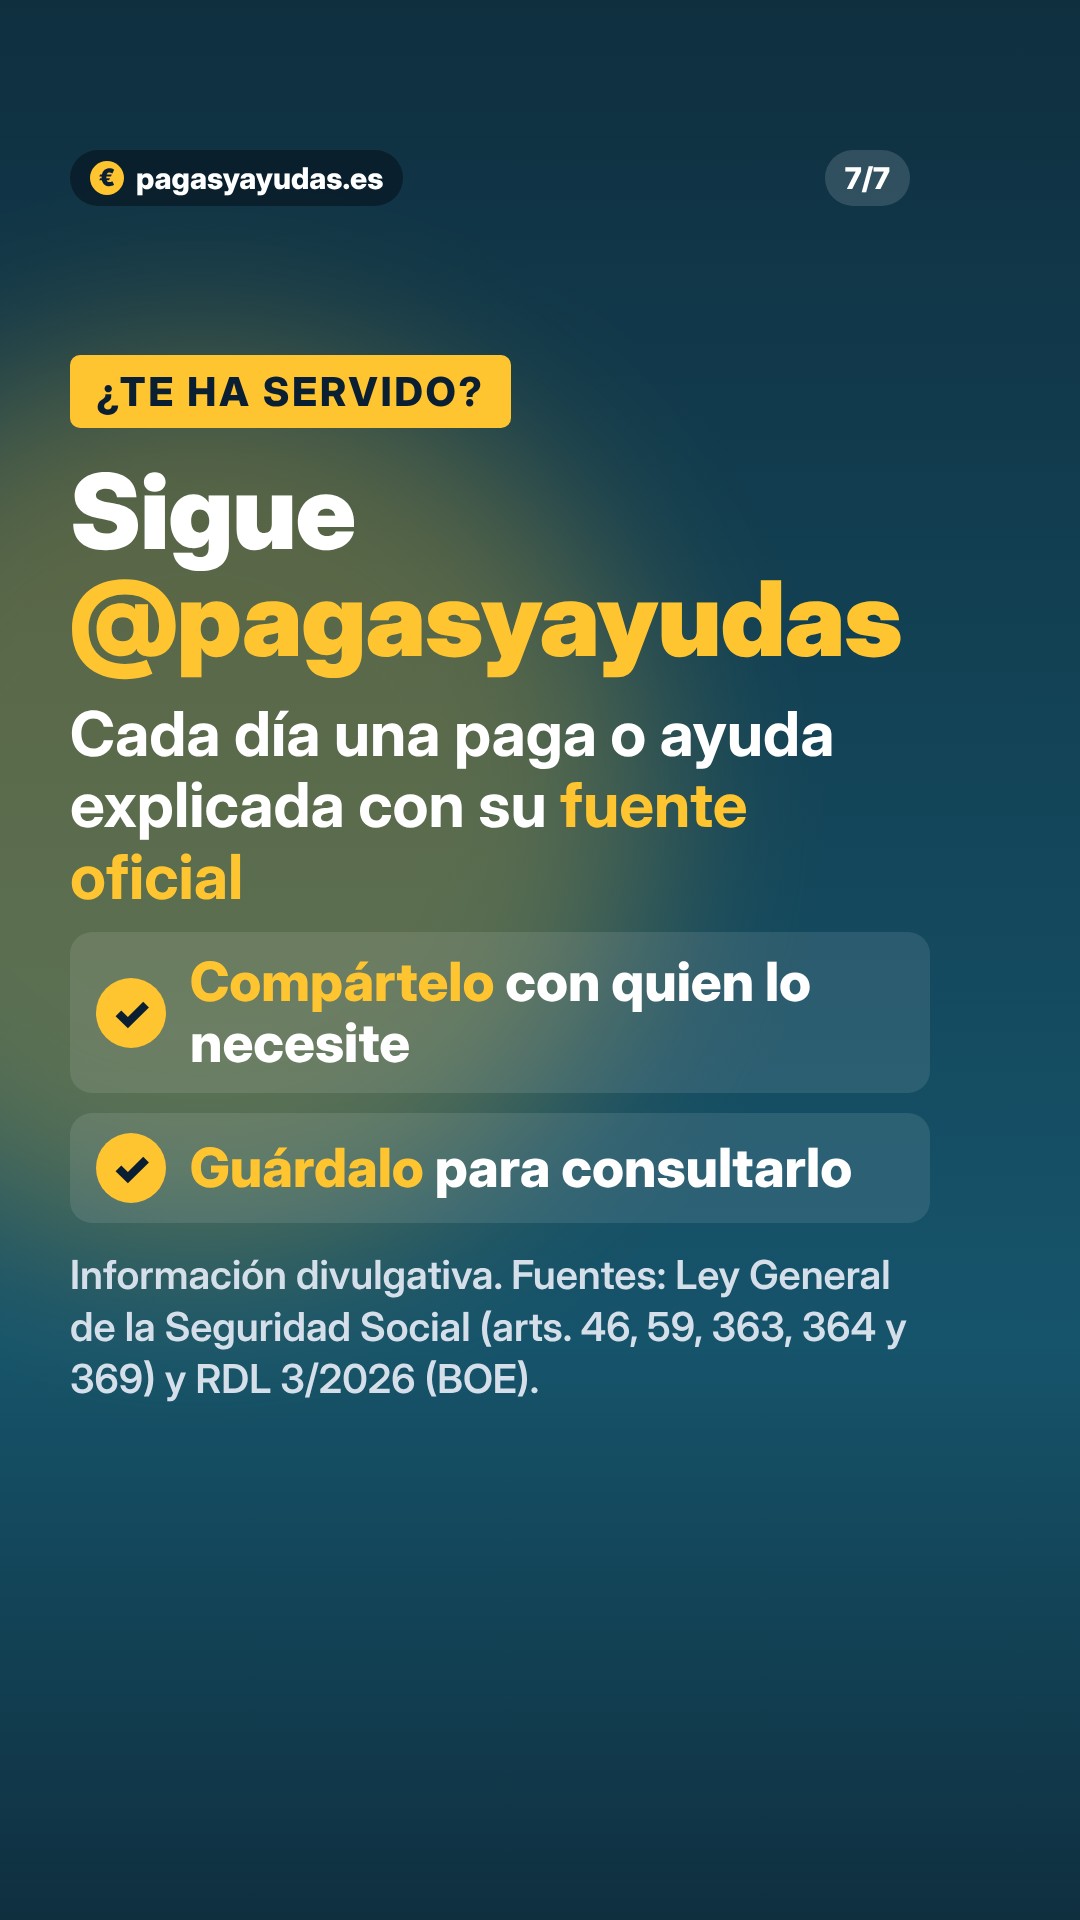 € pagasyayudas.es
7/7
¿TE HA SERVIDO?
Sigue
@pagasyayudas
Cada día una paga o ayuda
explicada con su fuente
oficial
Compártelo con quien lo
necesite
Guárdalo para consultarlo
Información divulgativa. Fuentes: Ley General
de la Seguridad Social (arts. 46, 59, 363, 364 y
369) y RDL 3/2026 (BOE).